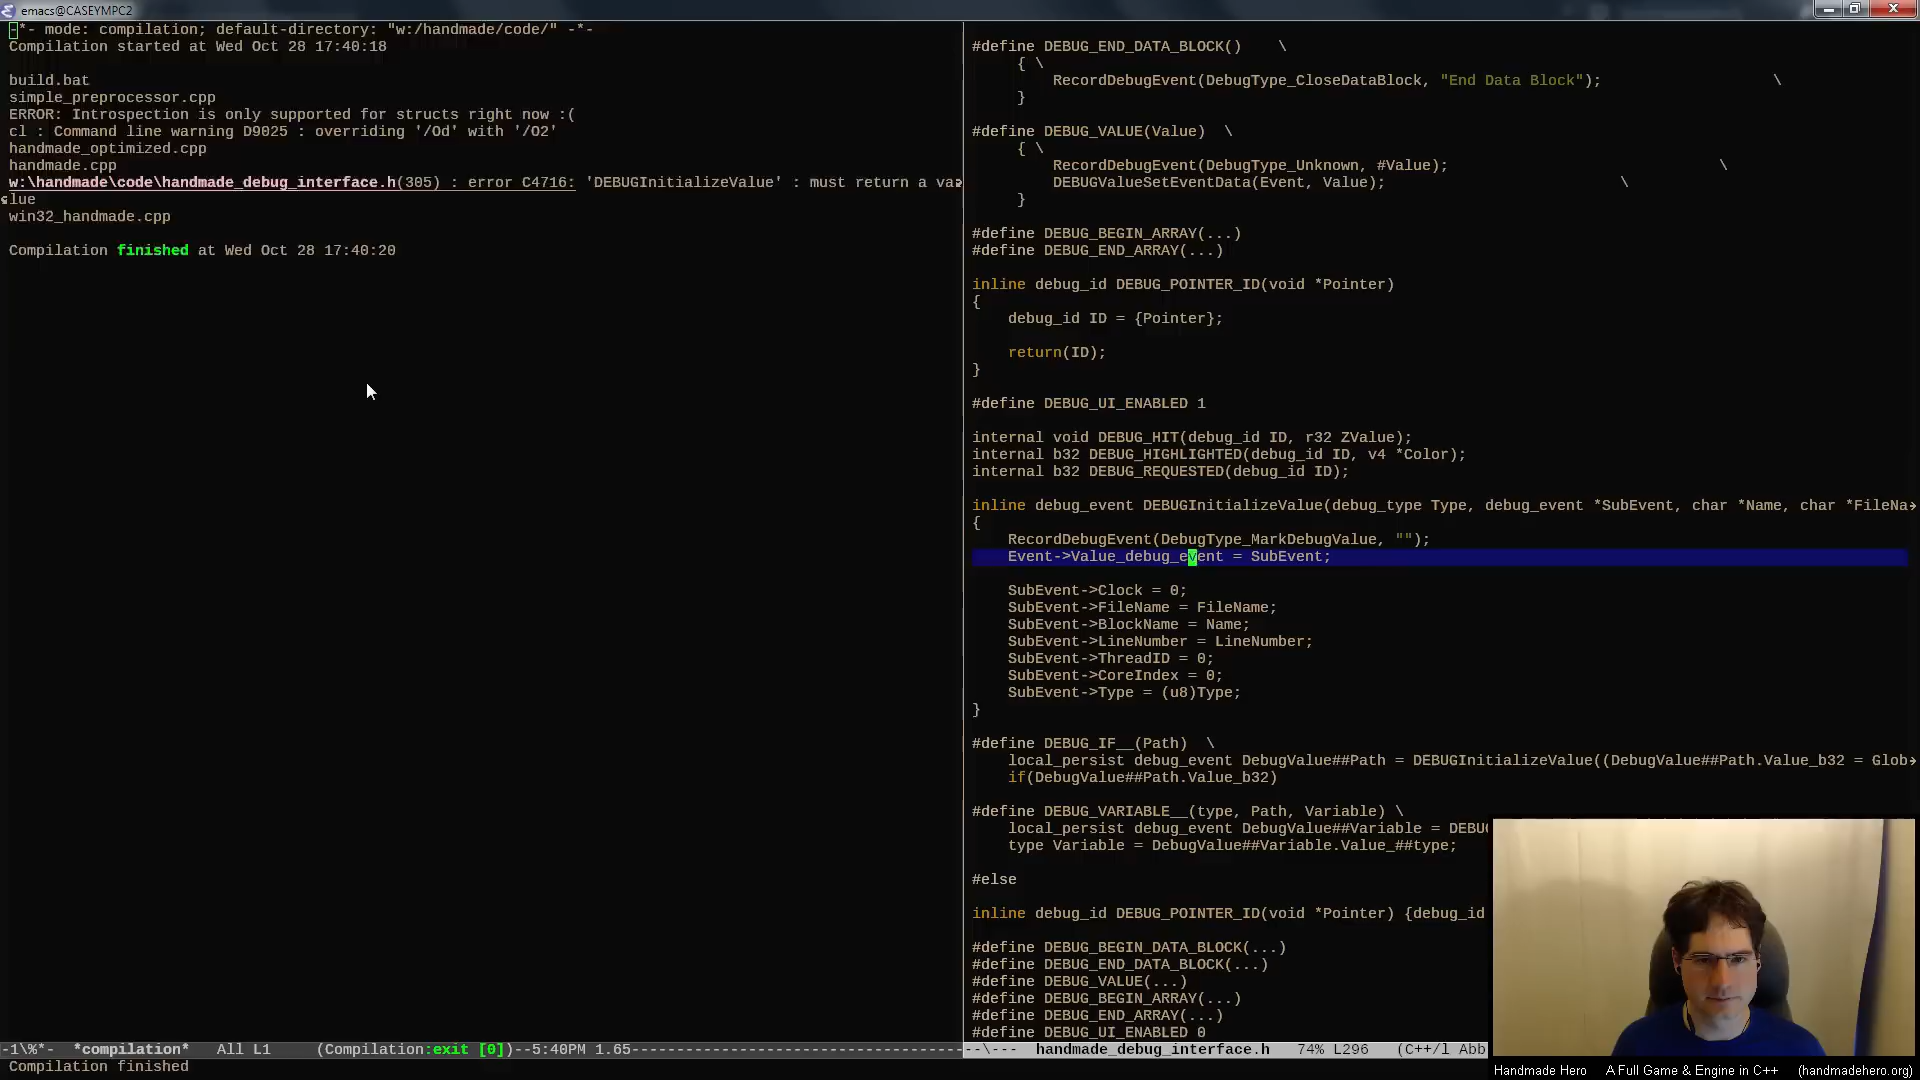 emacs@CASEYMPC2
-*- mode: compilation; default-directory: "w:/handmade/code/" -*-
Compilation started at Wed Oct 28 17:40:18
build.bat
simple_preprocessor.cpp
ERROR: Introspection is only supported for structs right now :(
cl : Command line warning D9025 : overriding '/Od' with '/O2'
handmade_optimized.cpp
handmade.cpp
w:\handmade\code\handmade_debug_interface.h(305) : error C4716: 'DEBUGInitializeValue' : must return a va
lue
win32_handmade.cpp
Compilation finished at Wed Oct 28 17:40:20
-1\%*-  *compilation*   All L1     (Compilation:exit [0])--5:40PM 1.65-------------------------------------
Compilation finished
#define DEBUG_END_DATA_BLOCK()    \
{ \
RecordDebugEvent(DebugType_CloseDataBlock, "End Data Block");                   \
}
#define DEBUG_VALUE(Value)  \
{ \
RecordDebugEvent(DebugType_Unknown, #Value);                              \
DEBUGValueSetEventData(Event, Value);                          \
}
#define DEBUG_BEGIN_ARRAY(...)
#define DEBUG_END_ARRAY(...)
inline debug_id DEBUG_POINTER_ID(void *Pointer)
{
debug_id ID = {Pointer};
return(ID);
}
#define DEBUG_UI_ENABLED 1
internal void DEBUG_HIT(debug_id ID, r32 ZValue);
internal b32 DEBUG_HIGHLIGHTED(debug_id ID, v4 *Color);
internal b32 DEBUG_REQUESTED(debug_id ID);
inline debug_event DEBUGInitializeValue(debug_type Type, debug_event *SubEvent, char *Name, char *FileNa
{
RecordDebugEvent(DebugType_MarkDebugValue, "");
Event->Value_debug_event = SubEvent;
SubEvent->Clock = 0;
SubEvent->FileName = FileName;
SubEvent->BlockName = Name;
SubEvent->LineNumber = LineNumber;
SubEvent->ThreadID = 0;
SubEvent->CoreIndex = 0;
SubEvent->Type = (u8)Type;
}
#define DEBUG_IF__(Path)  \
local_persist debug_event DebugValue##Path = DEBUGInitializeValue((DebugValue##Path.Value_b32 = Glob
if(DebugValue##Path.Value_b32)
#define DEBUG_VARIABLE__(type, Path, Variable) \
local_persist debug_event DebugValue##Variable = DEBUG
type Variable = DebugValue##Variable.Value_##type;
#else
inline debug_id DEBUG_POINTER_ID(void *Pointer) {debug_id
#define DEBUG_BEGIN_DATA_BLOCK(...)
#define DEBUG_END_DATA_BLOCK(...)
#define DEBUG_VALUE(...)
#define DEBUG_BEGIN_ARRAY(...)
#define DEBUG_END_ARRAY(...)
#define DEBUG_UI_ENABLED 0
--\---  handmade_debug_interface.h   74% L296   (C++/l Abb
Handmade Hero   A Full Game & Engine in C++   (handmadehero.org)